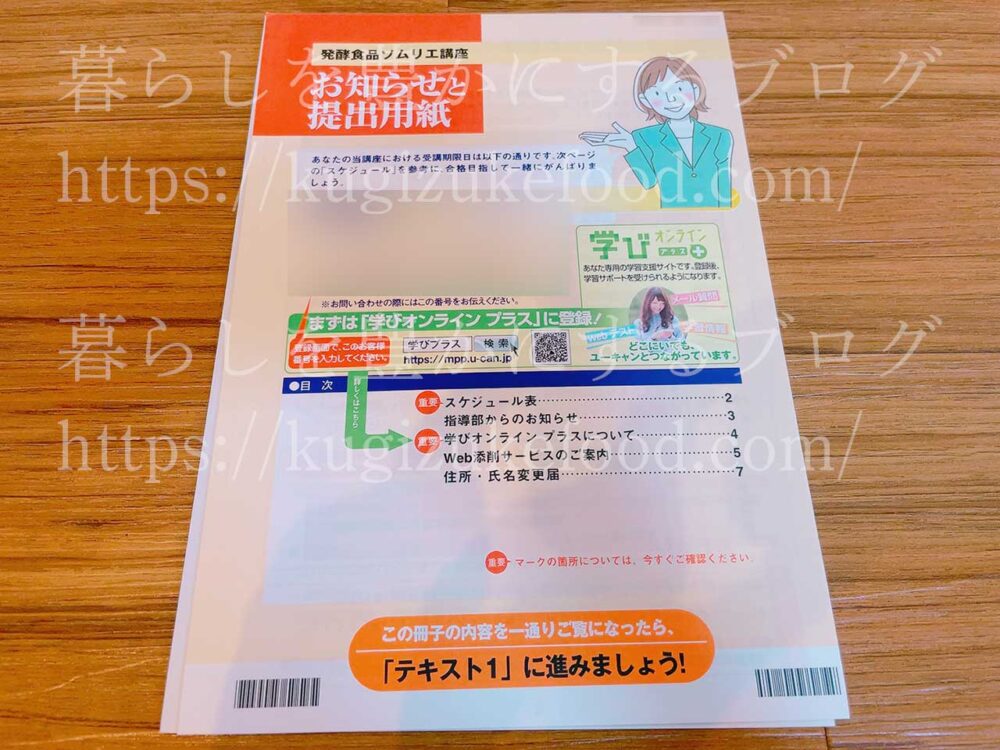 発酵食品ソムリエ講座
お知らせと
提出用紙
あなたの当講座における受講期限日は以下の通りです。次ページ
の「スケジュール」を参考に、合格目指して一緒にがんばりま
しょう。
※お問い合わせの際にはこの番号をお伝えください。
学び オンライン
プラス+
あなた専用の学習支援サイトです。登録後、
学習サポートを受けられるようになります。
メール質問
Webテスト
どこにいても、
ユーキャンとつながっています。
まずは「学びオンライン プラス」に登録!
登録画面で、このお客様
番号を入力してください。
学びプラス 検索
https://mpp.u-can.jp
●目 次
詳しくはこちら
重要 スケジュール表 2
指導部からのお知らせ 3
重要 学びオンライン プラスについて 4
Web添削サービスのご案内 5
住所・氏名変更届 7
重要 マークの箇所については、今すぐご確認ください。
この冊子の内容を一通りご覧になったら、
「テキスト1」に進みましょう!
暮らしを豊かにするブログ
https://kugizukefood.com/
暮らしを豊かにするブログ
https://kugizukefood.com/